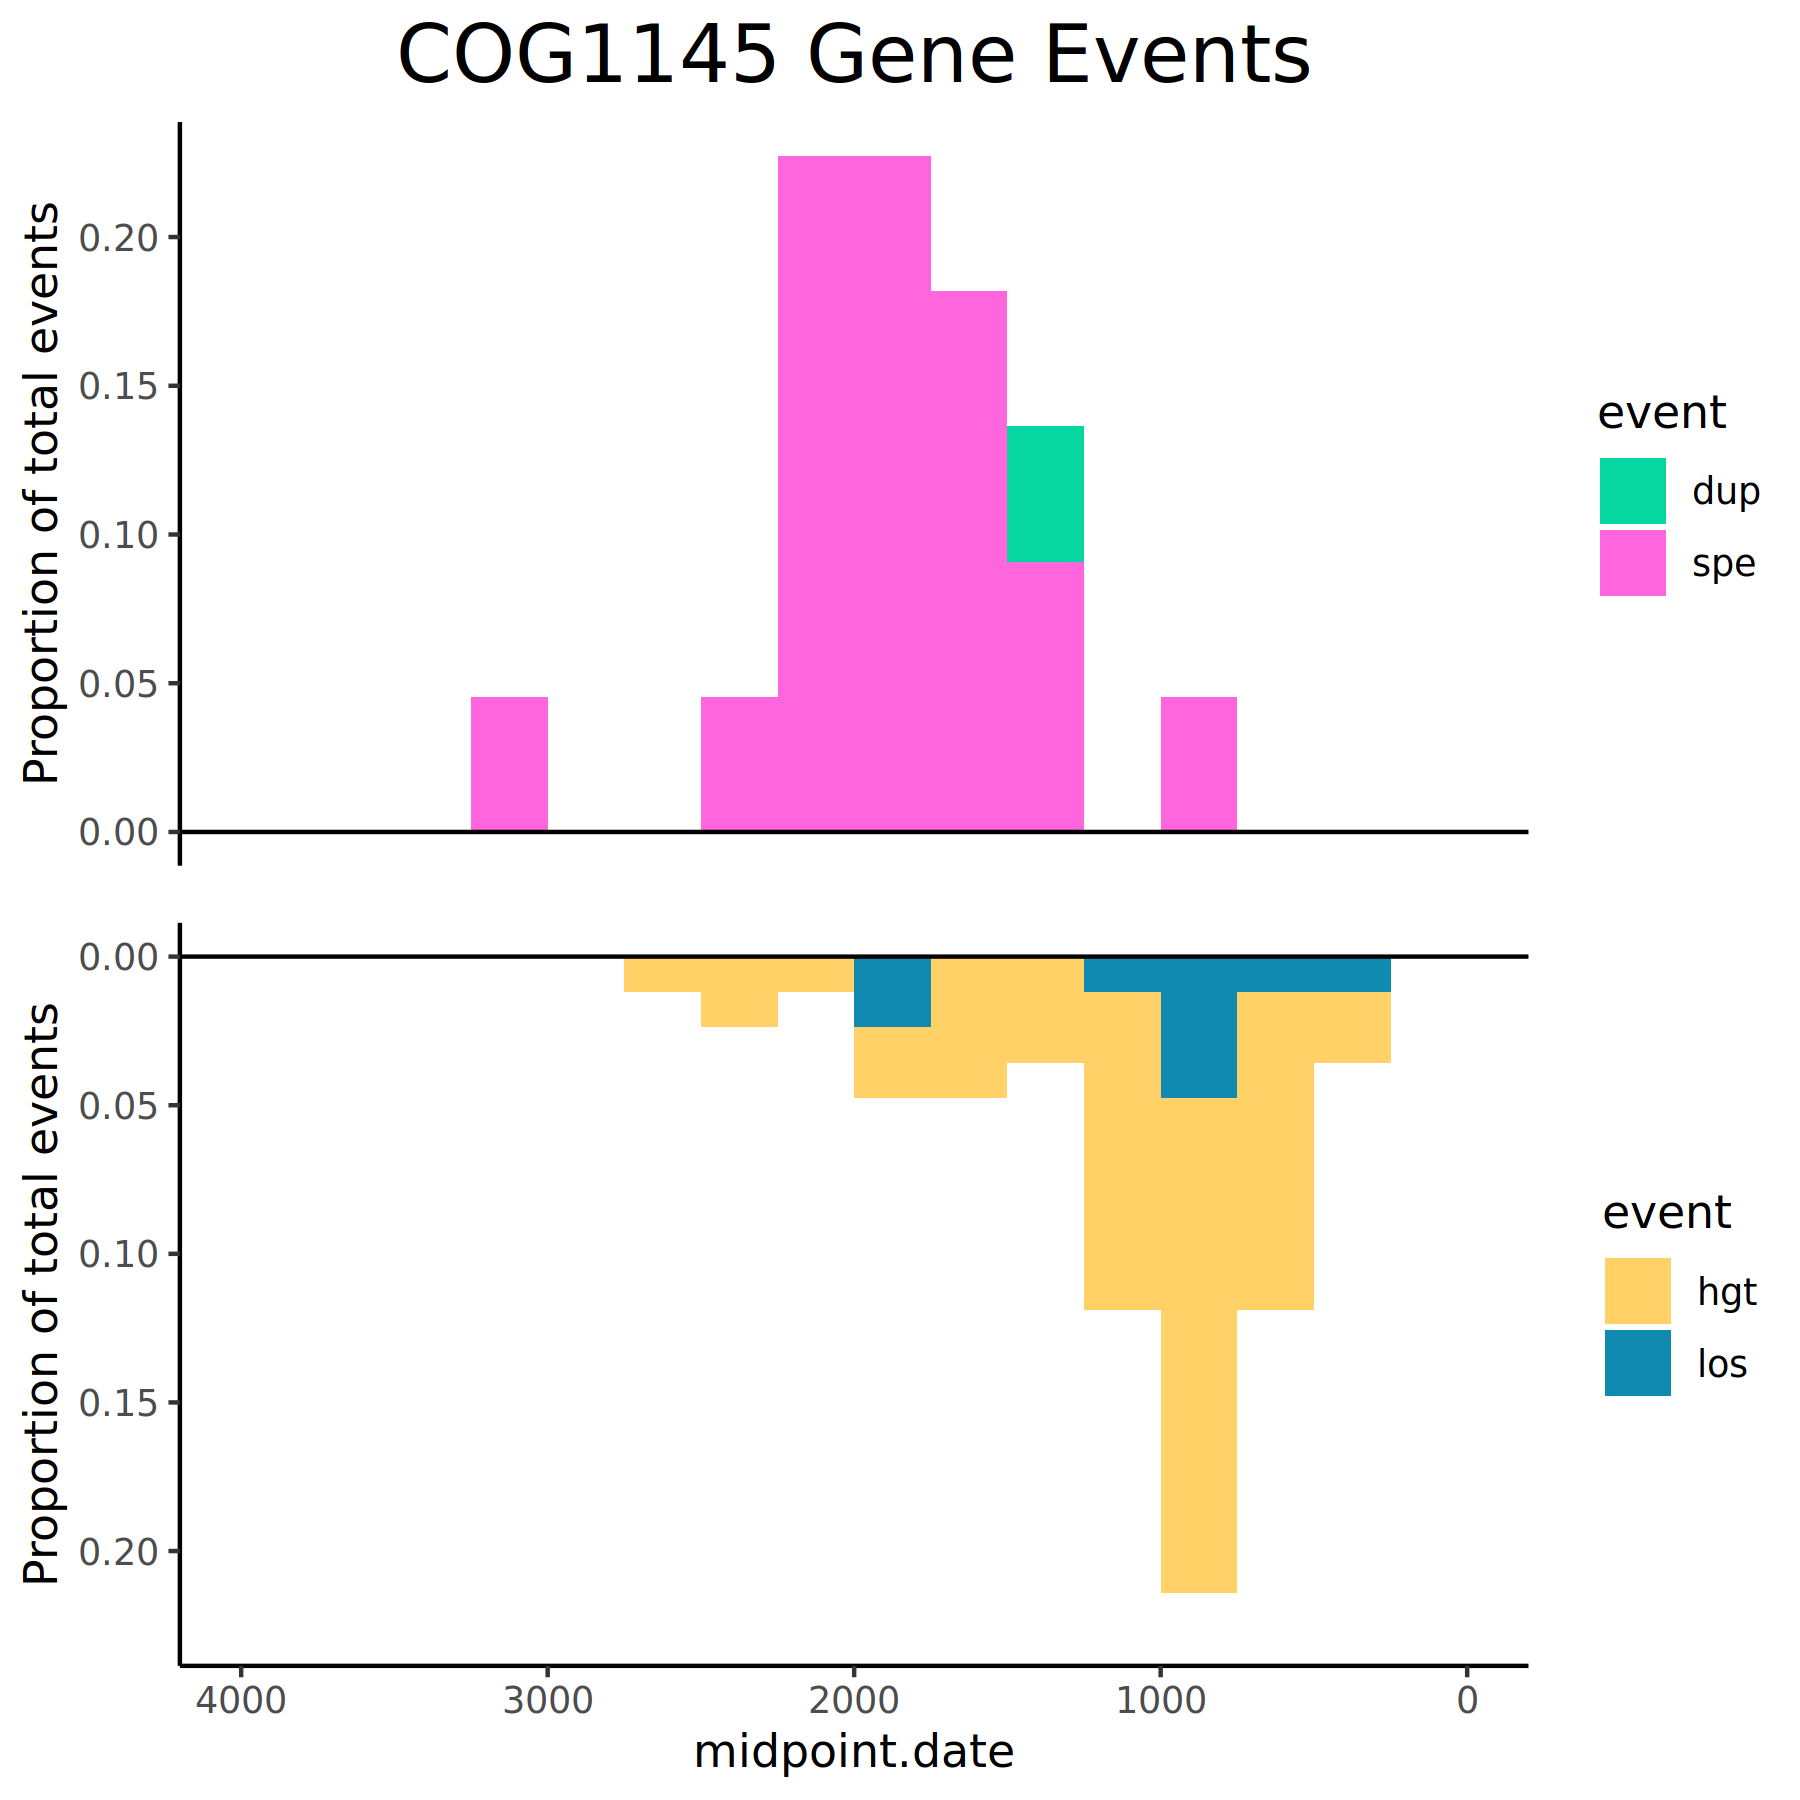 COG1145 Gene Events
Proportion of total events
0.20
0.15
0.10
0.05
0.00
event
dup
spe
Proportion of total events
0.00
0.05
0.10
0.15
0.20
event
hgt
los
4000 3000 2000 1000 0
midpoint.date